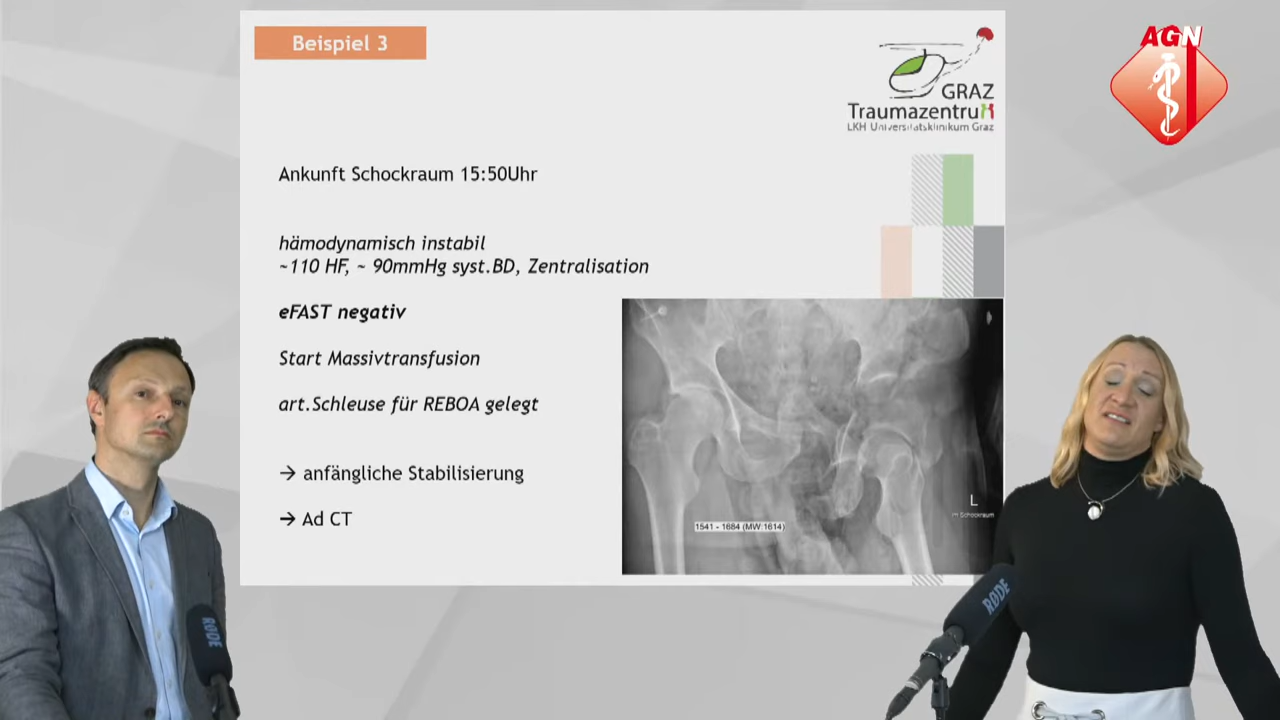 Beispiel 3
AGN
GRAZ
Traumazentrum
LKH Universitätsklinikum Graz
Ankunft Schockraum 15:50Uhr
hämodynamisch instabil
~110 HF, ~ 90mmHg syst.BD, Zentralisation
eFAST negativ
Start Massivtransfusion
art.Schleuse für REBOA gelegt
→ anfängliche Stabilisierung
→ Ad CT
L
im Schockraum
1541 - 1684 (MW:1614)
RØDE
RØDE